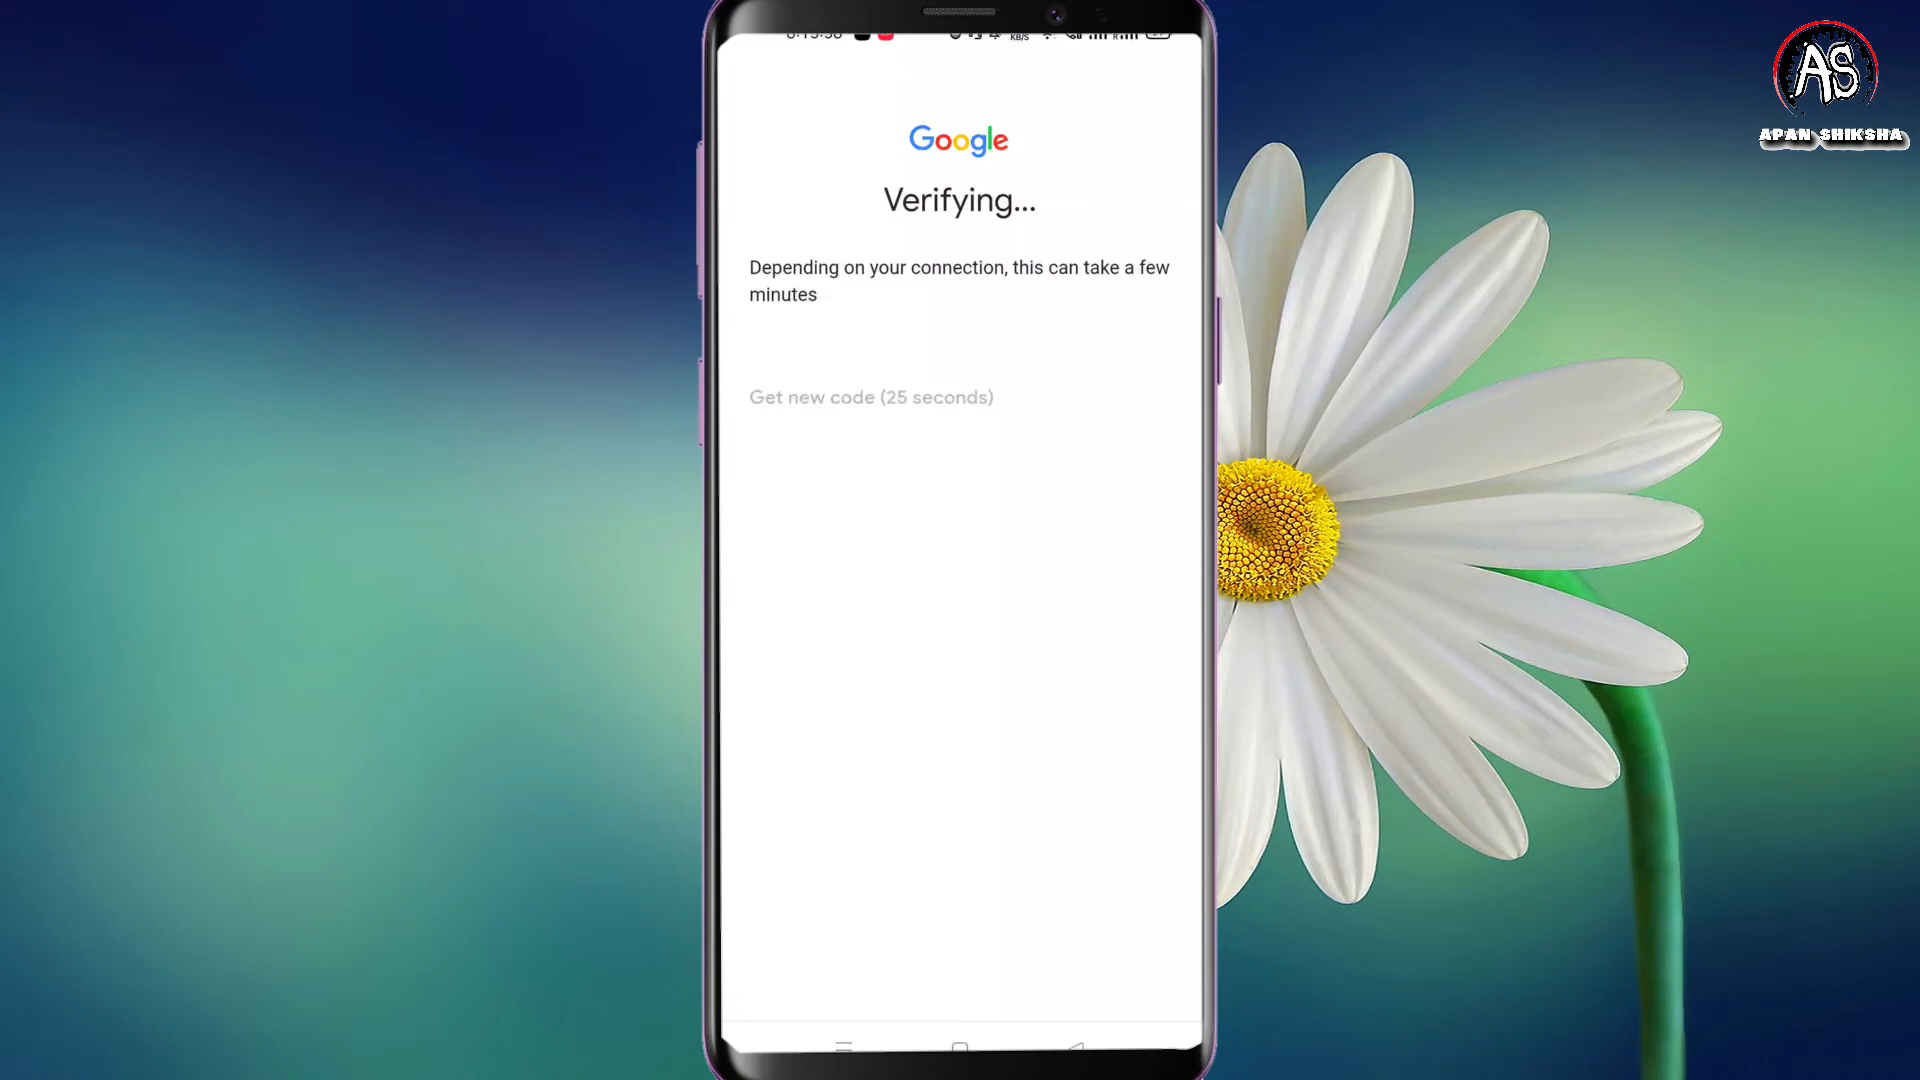 KB/S
Google
Verifying...
Depending on your connection, this can take a few
minutes
Get new code (25 seconds)
AS
APAN SHIKSHA